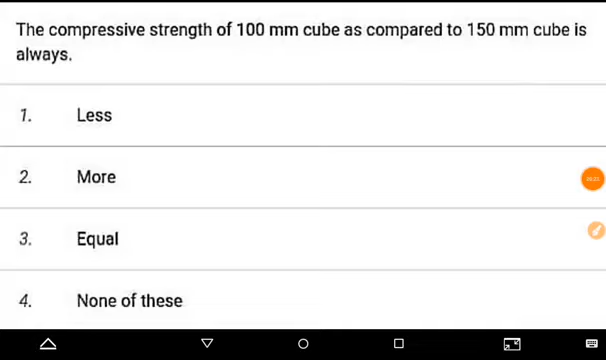 The compressive strength of 100 mm cube as compared to 150 mm cube is
always.
1. Less
2. More
3. Equal
4. None of these